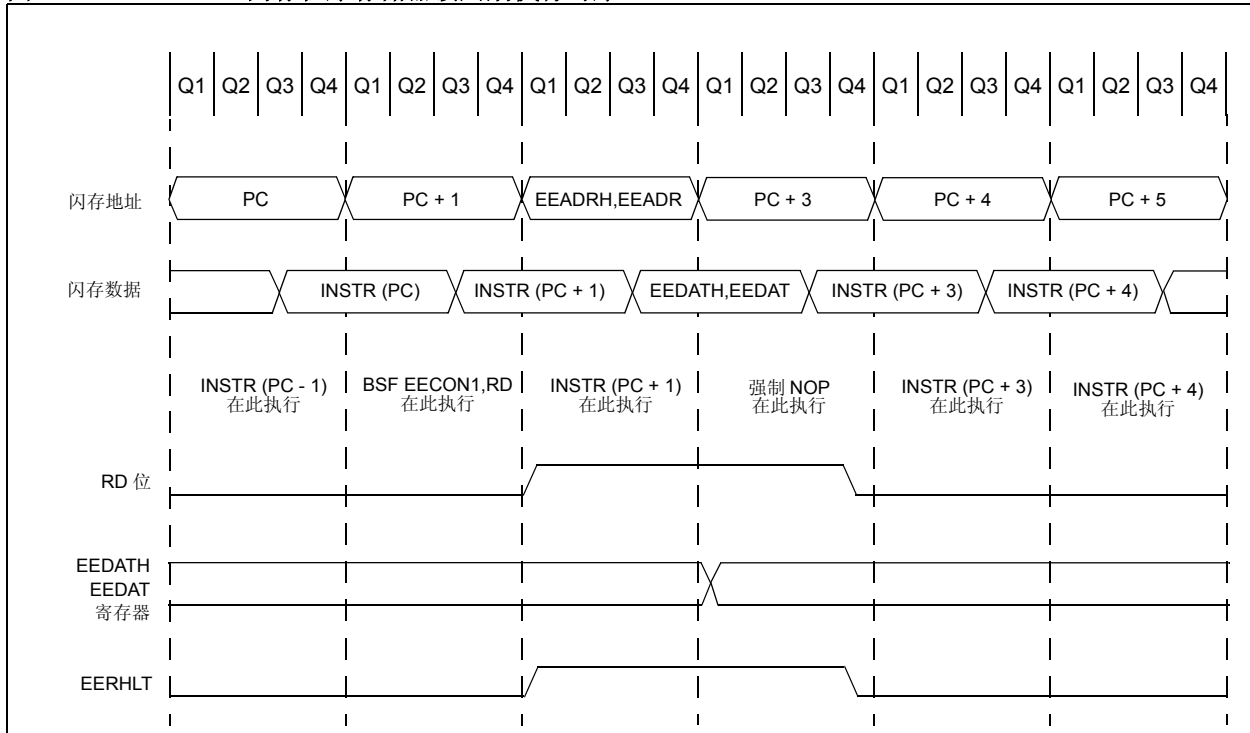 Q1 Q2 Q3 Q4 Q1 Q2 Q3 Q4 Q1 Q2 Q3 Q4 Q1 Q2 Q3 Q4 Q1 Q2 Q3 Q4 Q1 Q2 Q3 Q4
闪存地址 PC PC + 1 EEADRH,EEADR PC + 3 PC + 4 PC + 5
闪存数据 INSTR (PC) INSTR (PC + 1) EEDATH,EEDAT INSTR (PC + 3) INSTR (PC + 4)
INSTR (PC - 1) BSF EECON1,RD INSTR (PC + 1) 强制 NOP INSTR (PC + 3) INSTR (PC + 4)
在此执行 在此执行 在此执行 在此执行 在此执行 在此执行
RD 位
EEDATH
EEDAT
寄存器
EERHLT